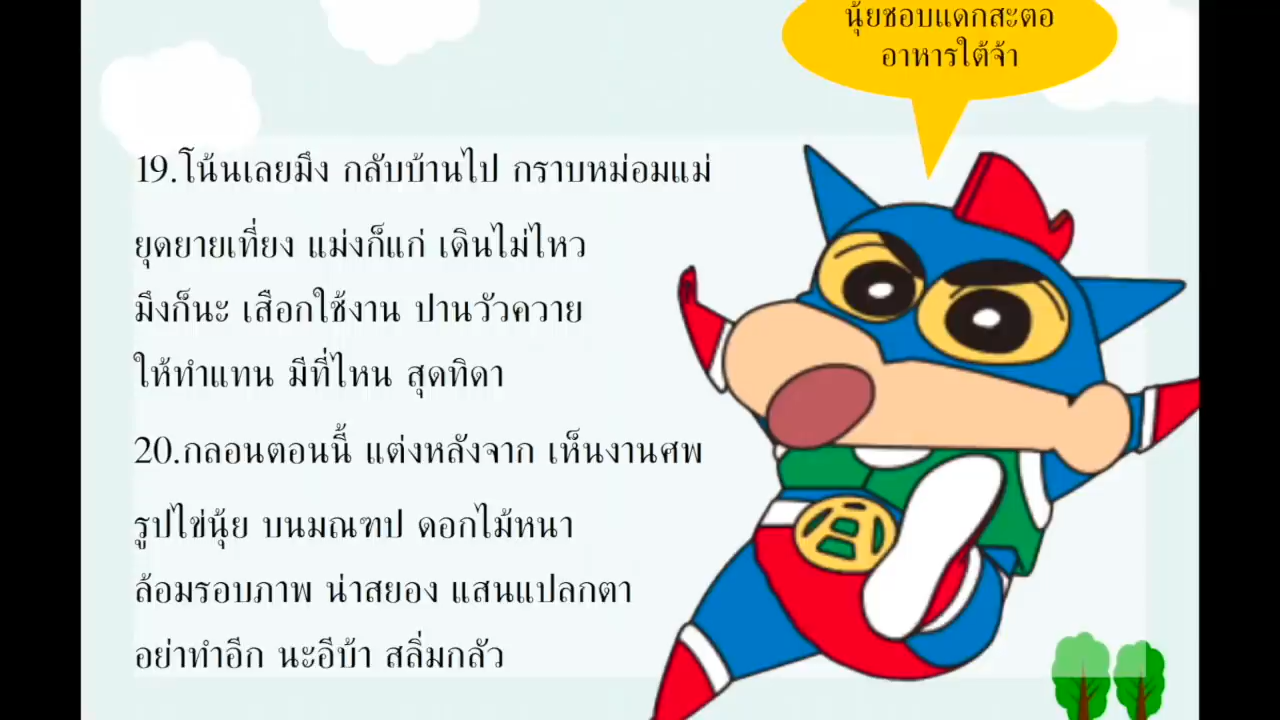 นุ้ยชอบแดกสะตอ
อาหารใต้จ้า
19.โน้นเลยมึง กลับบ้านไป กราบหม่อมแม่
ยุดยายเที่ยง แม่งก็แก่ เดินไม่ไหว
มึงก็นะ เสือกใช้งาน ปานวัวควาย
ให้ทำแทน มีที่ไหน สุดทิดา
20.กลอนตอนนี้ แต่งหลังจาก เห็นงานศพ
รูปไข่นุ้ย บนมณฑป ดอกไม้หนา
ล้อมรอบภาพ น่าสยอง แสนแปลกตา
อย่าทำอีก นะอีบ้า สลิ่มกลัว